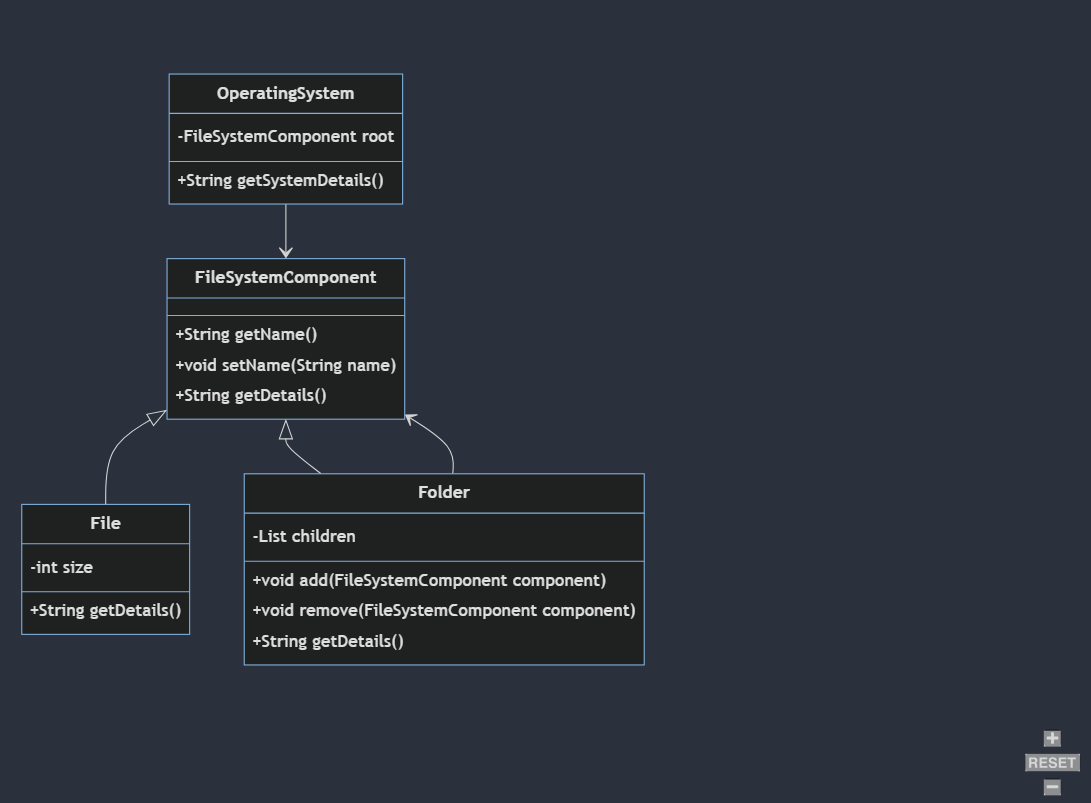 OperatingSystem
-FileSystemComponent root
+String getSystemDetails()
FileSystemComponent
+String getName()
+void setName(String name)
+String getDetails()
File
-int size
+String getDetails()
Folder
-List children
+void add(FileSystemComponent component)
+void remove(FileSystemComponent component)
+String getDetails()
+
RESET
-